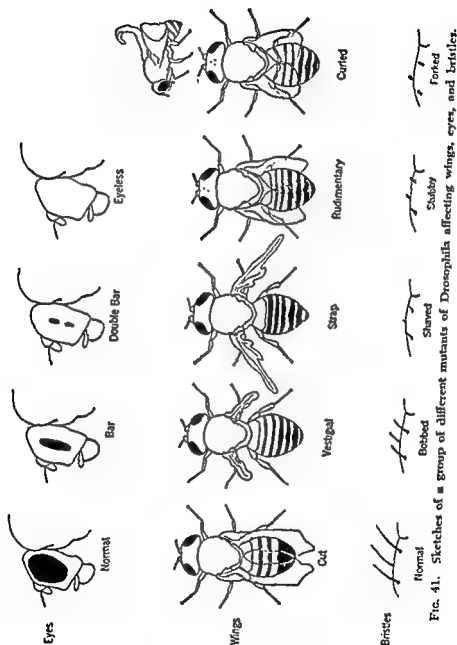 Eyes
Normal
Bar
Double Bar
Eyeless
Wings
Cut
Vestigial
Strap
Rudimentary
Curled
Bristles
Normal
Bobbed
Shaved
Stubby
Forked
FIG. 41. Sketches of a group of different mutants of Drosophila affecting wings, eyes, and bristles.